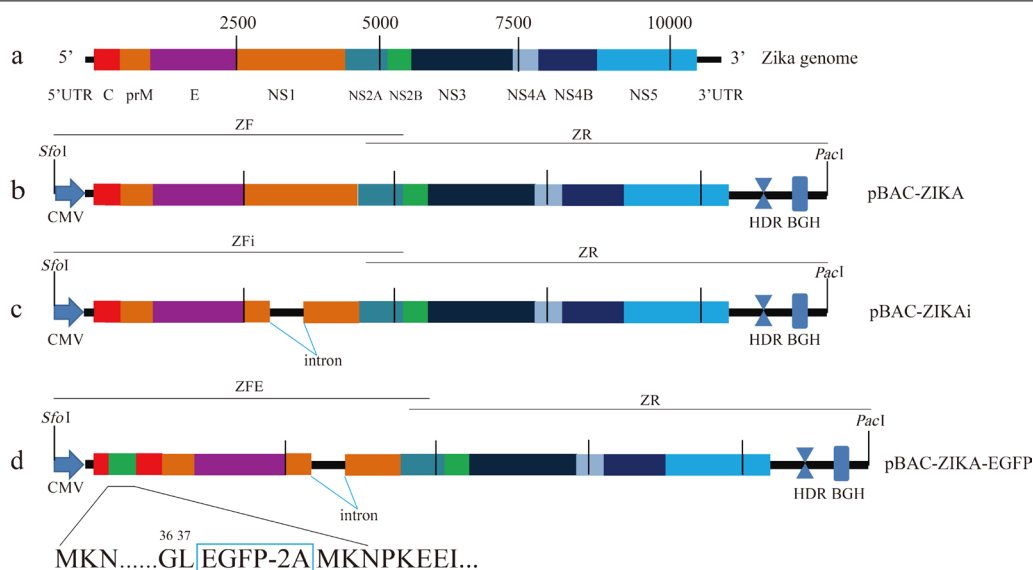 2500 5000 7500 10000
a 5’ 3’ Zika genome
5’UTR C prM E NS1 NS2A NS2B NS3 NS4A NS4B NS5 3’UTR
ZF ZR
SfoI PacI
b pBAC-ZIKA
CMV HDR BGH
ZFi ZR
SfoI PacI
c pBAC-ZIKAi
CMV HDR BGH
intron
ZFE ZR
SfoI PacI
d pBAC-ZIKA-EGFP
CMV HDR BGH
intron
36 37
MKN......GL EGFP-2A MKNPKEEI...